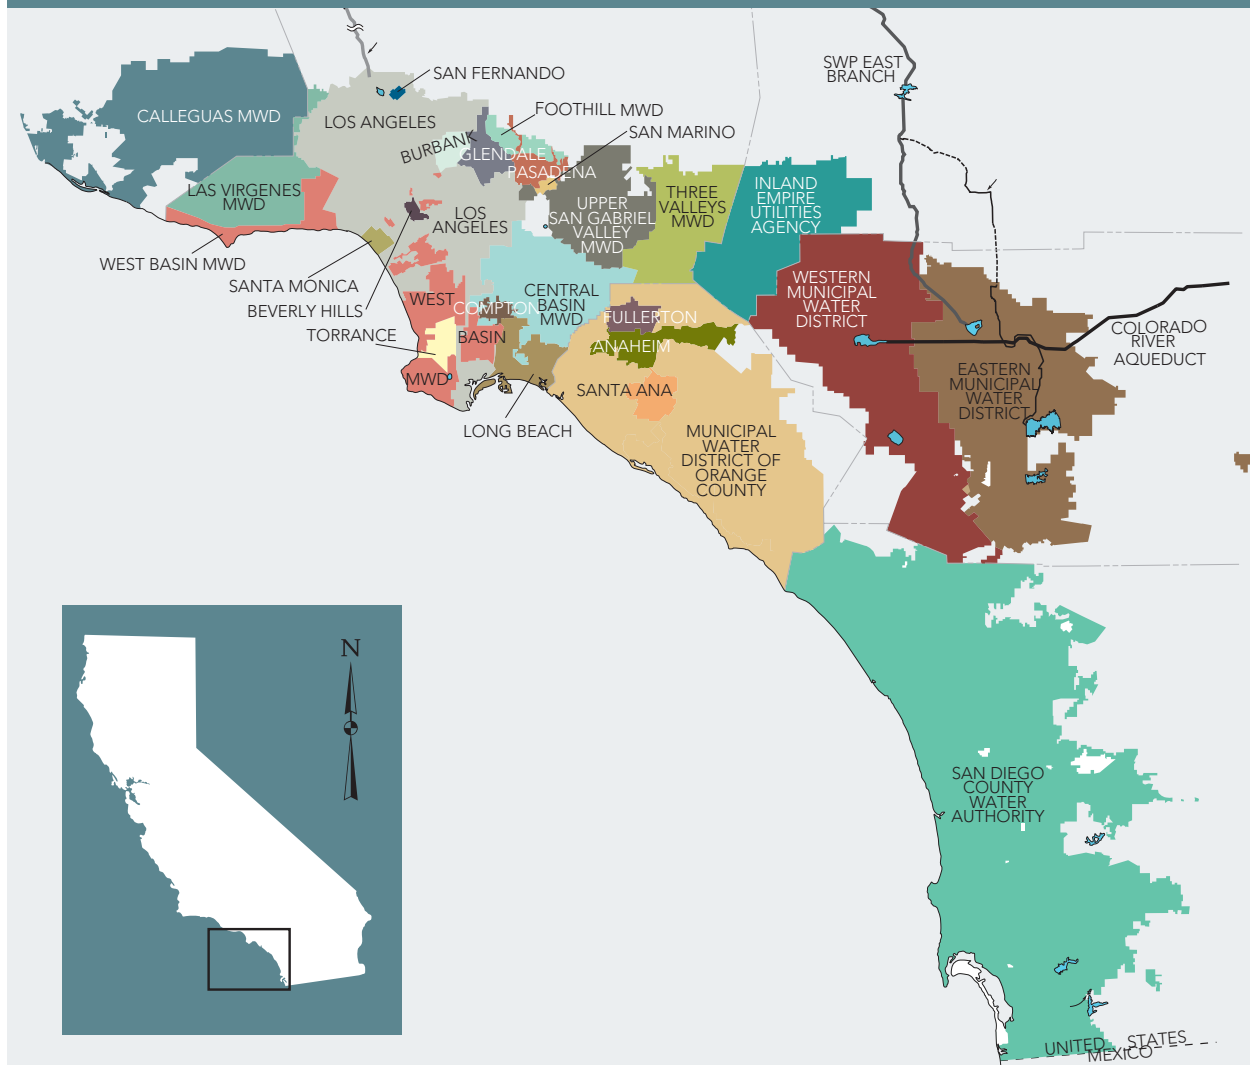 SWP EAST
BRANCH
SAN FERNANDO
CALLEGUAS MWD
LOS ANGELES
FOOTHILL MWD
SAN MARINO
BURBANK
GLENDALE
PASADENA
LAS VIRGENES
MWD
LOS
ANGELES
UPPER
SAN GABRIEL
VALLEY
MWD
THREE
VALLEYS
MWD
INLAND
EMPIRE
UTILITIES
AGENCY
WEST BASIN MWD
SANTA MONICA
BEVERLY HILLS
TORRANCE
WEST
BASIN
MWD
COMPTON
CENTRAL
BASIN
MWD
FULLERTON
ANAHEIM
SANTA ANA
LONG BEACH
WESTERN
MUNICIPAL
WATER
DISTRICT
COLORADO
RIVER
AQUEDUCT
EASTERN
MUNICIPAL
WATER
DISTRICT
MUNICIPAL
WATER
DISTRICT OF
ORANGE
COUNTY
N
SAN DIEGO
COUNTY
WATER
AUTHORITY
UNITED STATES
MEXICO